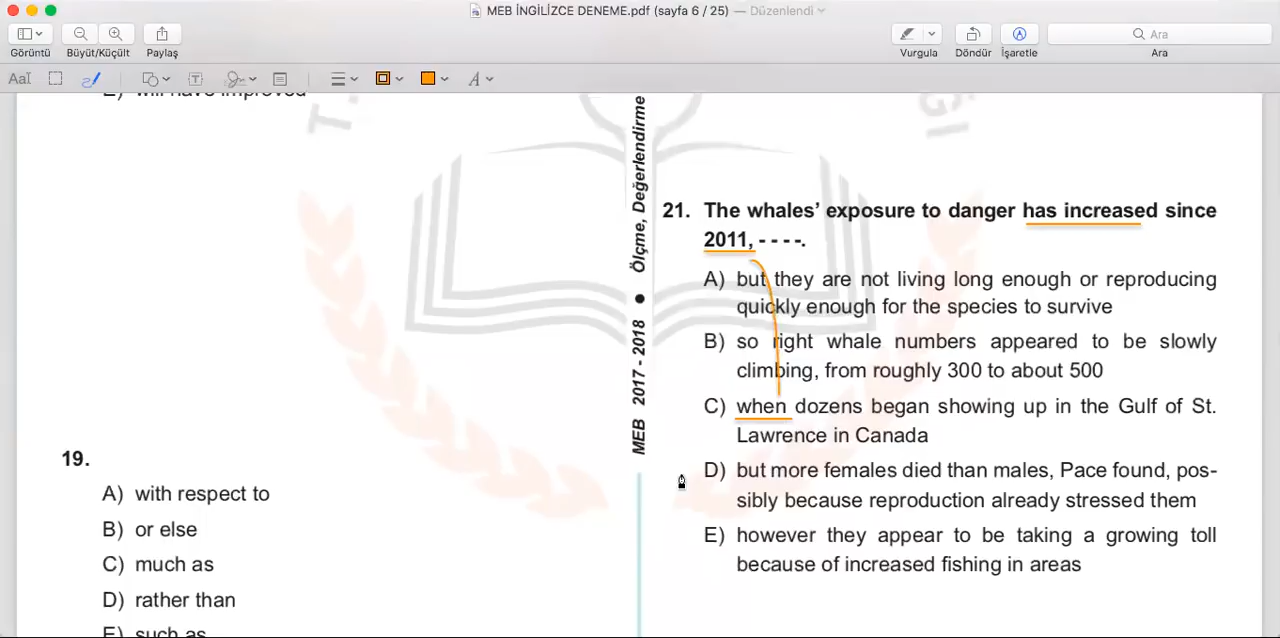 MEB İNGİLİZCE DENEME.pdf (sayfa 6 / 25) — Düzenlendi
Görüntü
Büyüt/Küçült
Paylaş
Vurgula
Döndür
İşaretle
Ara
Ara
AaI
A
E) will have improved
19.
A) with respect to
B) or else
C) much as
D) rather than
E) such as
MEB 2017 - 2018 ● Ölçme, Değerlendirme
21. The whales’ exposure to danger has increased since
2011, - - - -.
A) but they are not living long enough or reproducing
quickly enough for the species to survive
B) so right whale numbers appeared to be slowly
climbing, from roughly 300 to about 500
C) when dozens began showing up in the Gulf of St.
Lawrence in Canada
D) but more females died than males, Pace found, pos-
sibly because reproduction already stressed them
E) however they appear to be taking a growing toll
because of increased fishing in areas